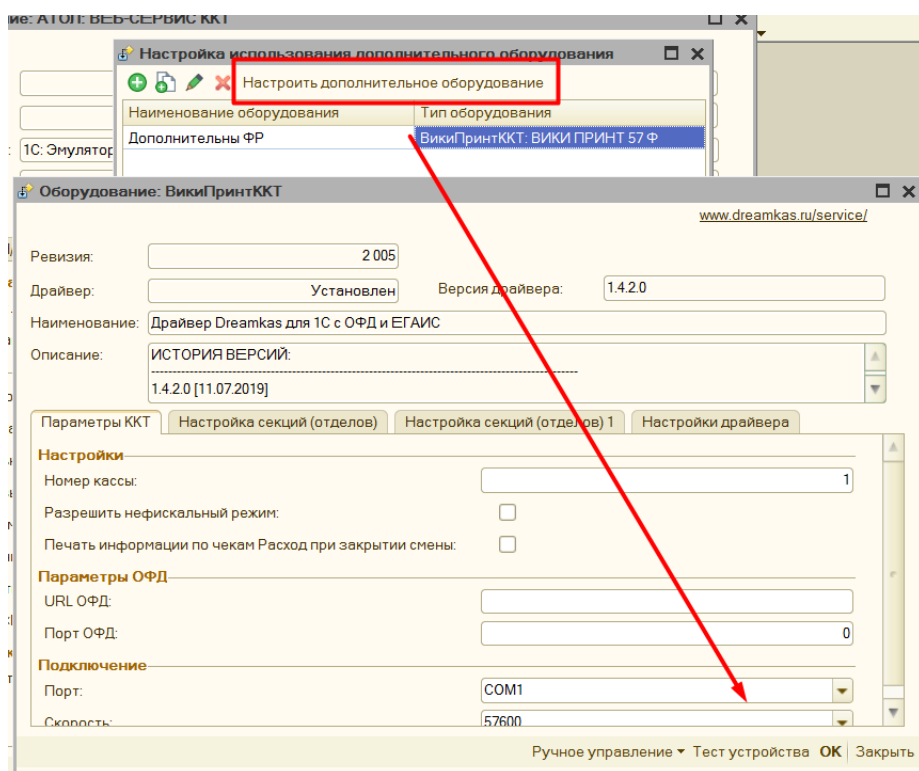 ие: АТОЛ: ВЕБ-СЕРВИС ККТ
Настройка использования дополнительного оборудования
Настроить дополнительное оборудование
Наименование оборудования Тип оборудования
Дополнительны ФР ВикиПринтККТ: ВИКИ ПРИНТ 57 Ф
1С: Эмулятор
Оборудование: ВикиПринтККТ
www.dreamkas.ru/service/
Ревизия: 2 005
Драйвер: Установлен Версия драйвера: 1.4.2.0
Наименование: Драйвер Dreamkas для 1С с ОФД и ЕГАИС
Описание: ИСТОРИЯ ВЕРСИЙ:
1.4.2.0 [11.07.2019]
Параметры ККТ Настройка секций (отделов) Настройка секций (отделов) 1 Настройки драйвера
Настройки
Номер кассы: 1
Разрешить нефискальный режим:
Печать информации по чекам Расход при закрытии смены:
Параметры ОФД
URL ОФД:
Порт ОФД: 0
Подключение
Порт: COM1
Скорость: 57600
Ручное управление Тест устройства ОК Закрыть